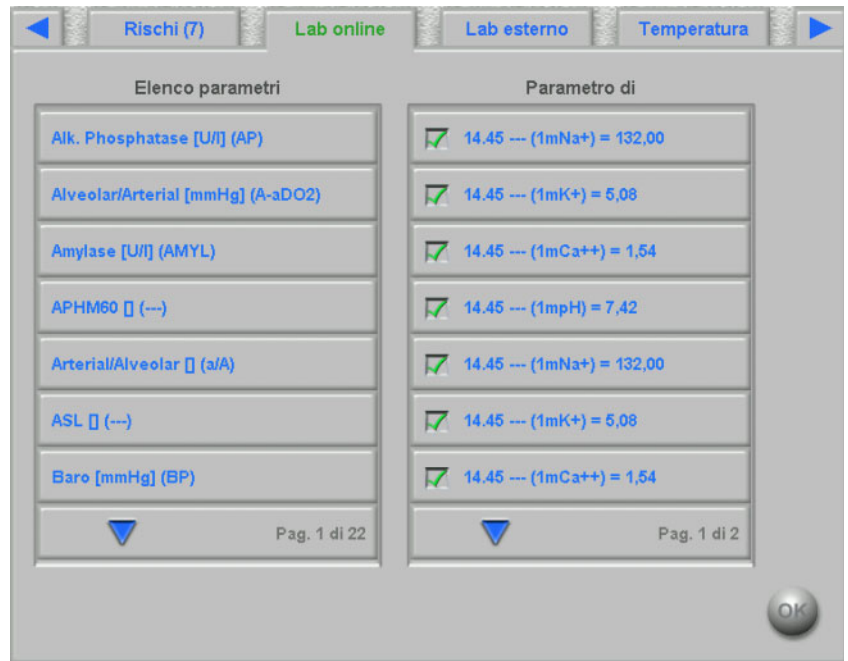 Rischi (7) Lab online Lab esterno Temperatura
Elenco parametri
Alk. Phosphatase [U/l] (AP)
Alveolar/Arterial [mmHg] (A-aDO2)
Amylase [U/l] (AMYL)
APHM60 [] (---)
Arterial/Alveolar [] (a/A)
ASL [] (---)
Baro [mmHg] (BP)
Pag. 1 di 22
Parametro di
14.45 --- (1mNa+) = 132,00
14.45 --- (1mK+) = 5,08
14.45 --- (1mCa++) = 1,54
14.45 --- (1mpH) = 7,42
14.45 --- (1mNa+) = 132,00
14.45 --- (1mK+) = 5,08
14.45 --- (1mCa++) = 1,54
Pag. 1 di 2
OK